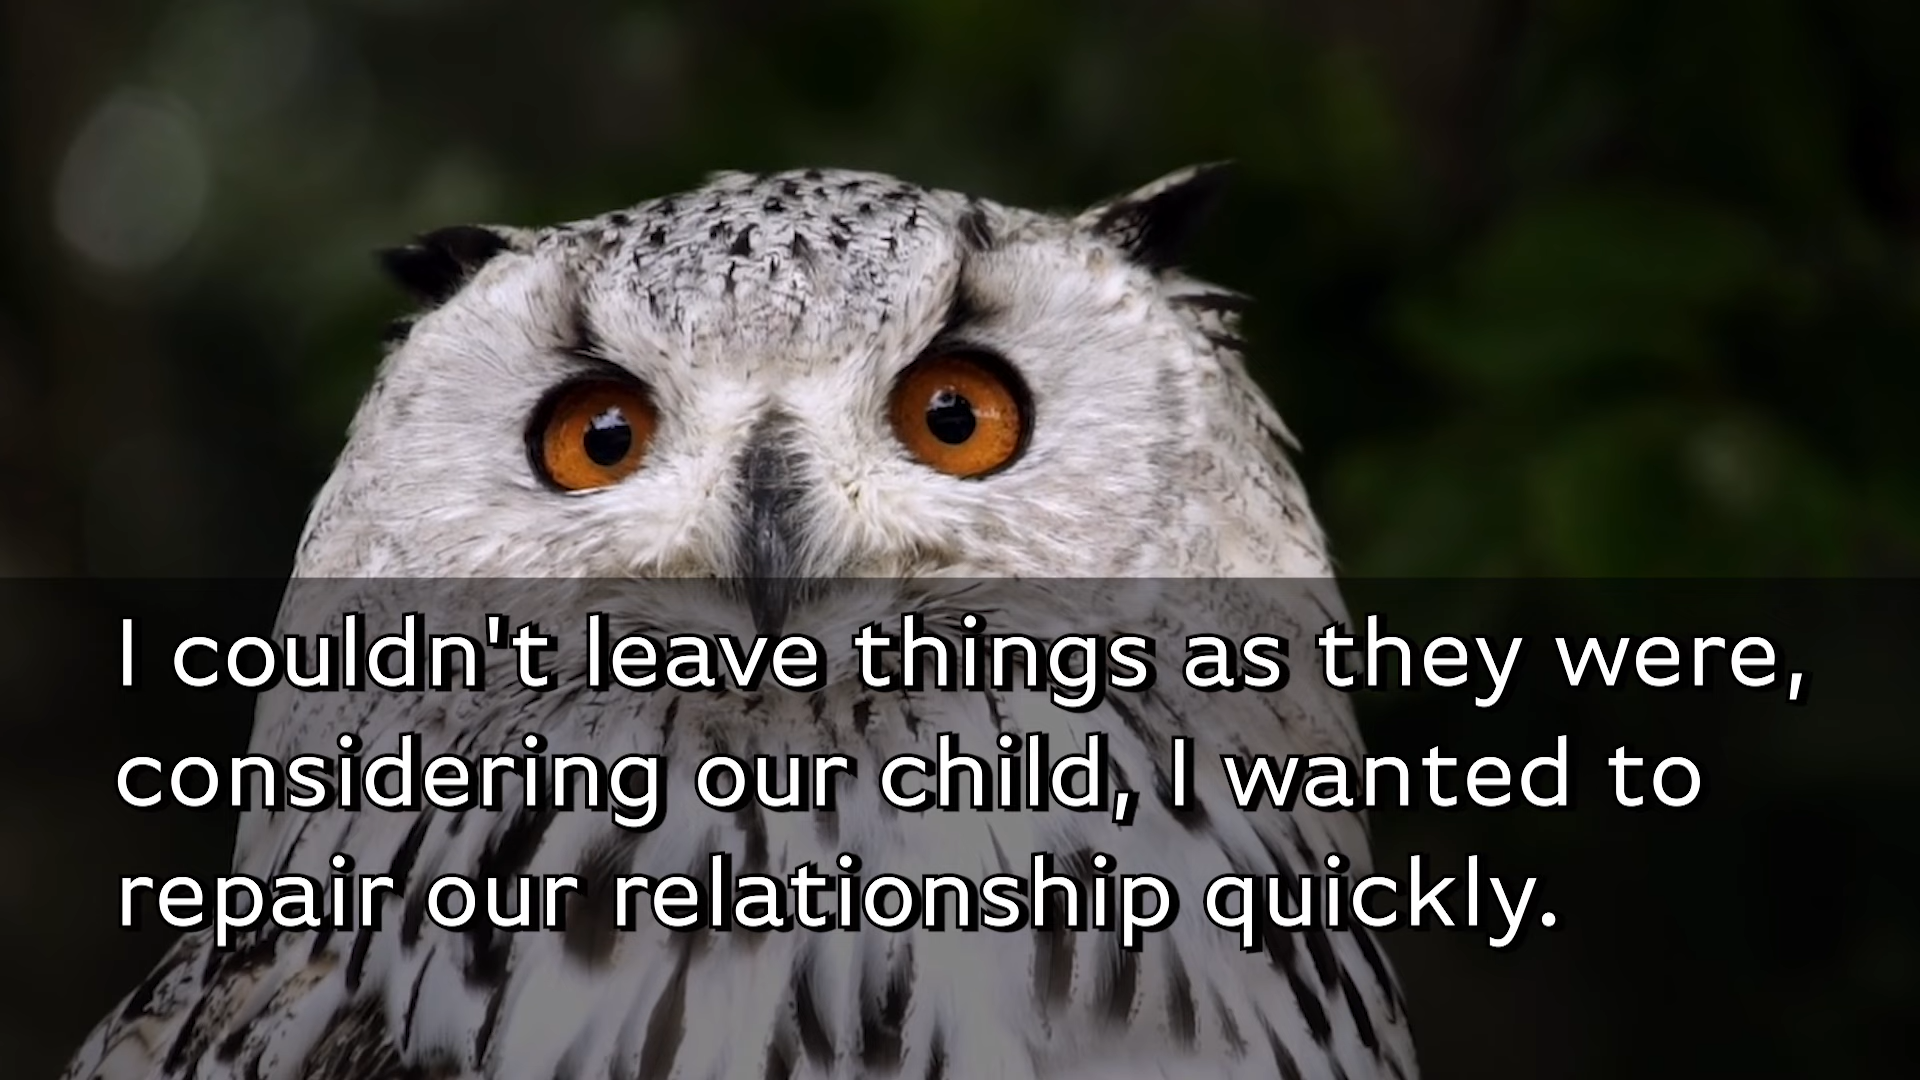 I couldn't leave things as they were,
considering our child, I wanted to
repair our relationship quickly.